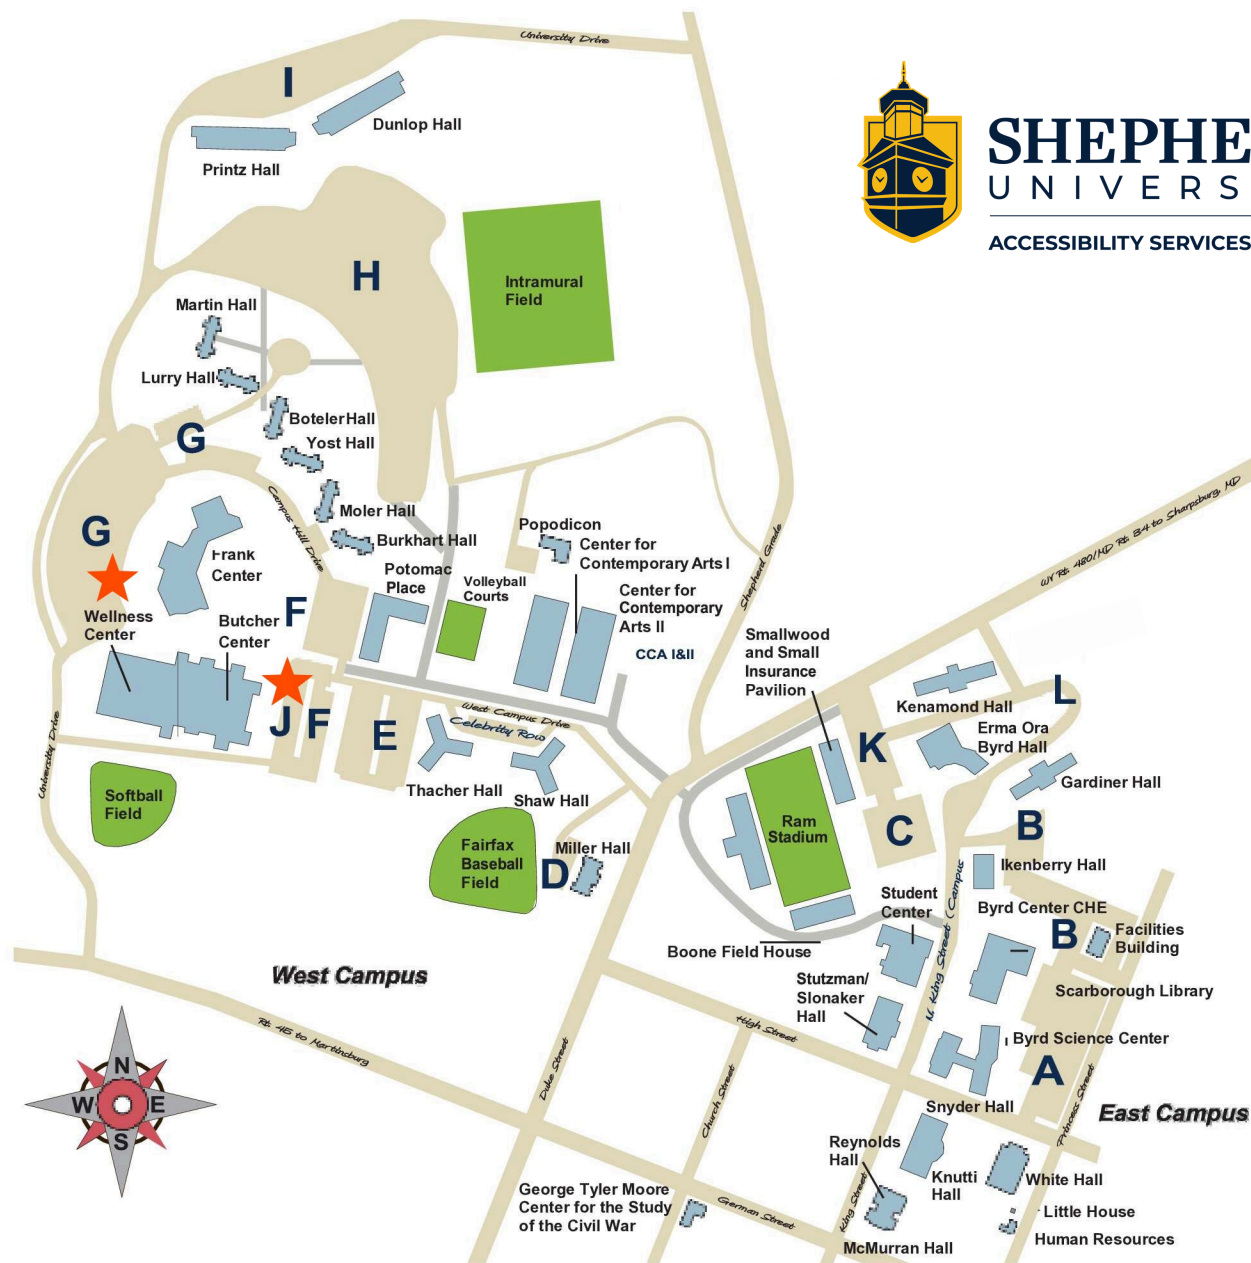 University Drive
I
Dunlop Hall
Printz Hall
SHEPHE
UNIVERS
ACCESSIBILITY SERVICES
H
Intramural
Field
Martin Hall
Lurry Hall
Boteler Hall
G
Yost Hall
Campus Hill Drive
Moler Hall
G
Burkhart Hall
Frank
Center
Popodicon
Center for
Contemporary Arts I
Potomac
Place
Volleyball
Courts
Center for
Contemporary
Arts II
CCA I&II
Shepherd Grade
WV Rt. 480/MD Rt. 34 to Sharpsburg, MD
Wellness
Center
Butcher
Center
F
Smallwood
and Small
Insurance
Pavilion
J
F
E
West Campus Drive
Celebrity Row
Kenamond Hall
L
Erma Ora
Byrd Hall
K
University Drive
Thacher Hall
Shaw Hall
Gardiner Hall
Softball
Field
Ram
Stadium
C
B
Fairfax
Baseball
Field
D
Miller Hall
Ikenberry Hall
N. King Street (Campus
Student
Center
Byrd Center CHE
B
Facilities
Building
Boone Field House
West Campus
Stutzman/
Slonaker
Hall
Scarborough Library
High Street
Rt. 45 to Martinsburg
Byrd Science Center
A
Duke Street
Church Street
Princess Street
N
W
E
S
Snyder Hall
East Campus
Reynolds
Hall
Knutti
Hall
White Hall
George Tyler Moore
Center for the Study
of the Civil War
German Street
King Street
Little House
Human Resources
McMurran Hall